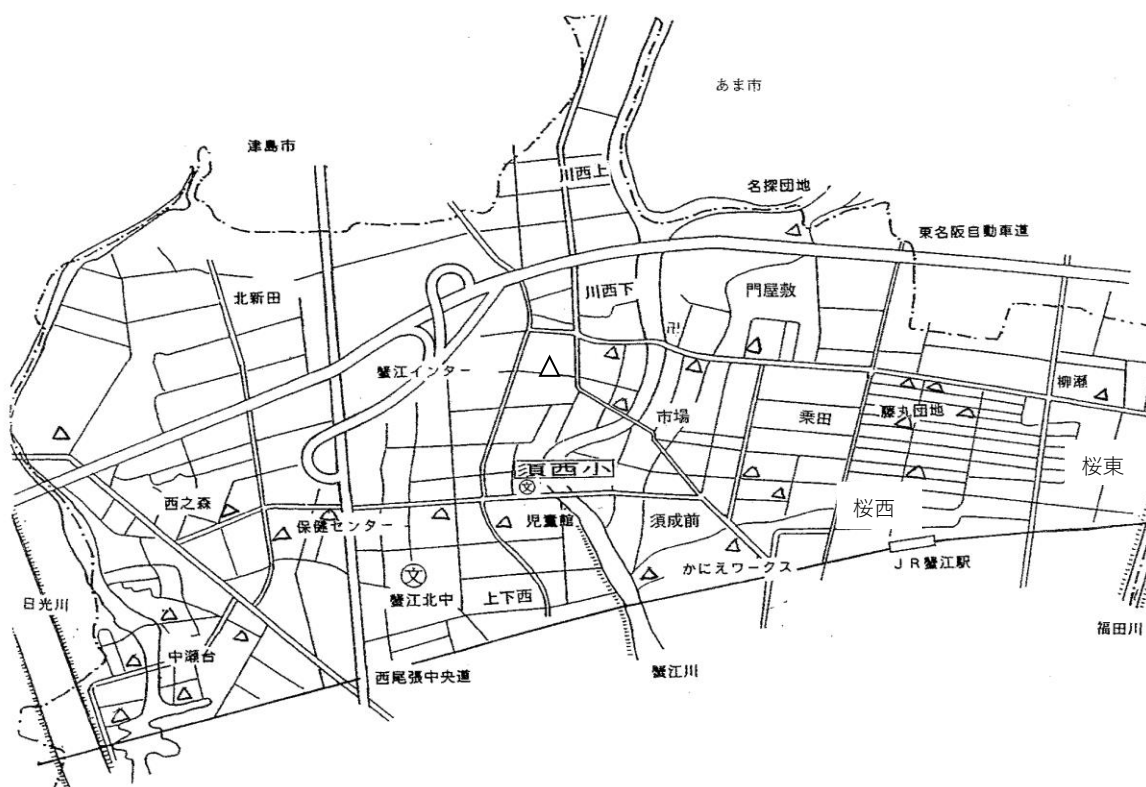 あま市
津島市
川西上
名探団地
東名阪自動車道
北新田
川西下
門屋敷
卍
蟹江インター
柳瀬
市場
乗田
藤丸団地
桜東
須西小
文
西之森
桜西
保健センター
児童館
須成前
かにえワークス
JR蟹江駅
文
蟹江北中
上下西
日光川
福田川
中瀬台
西尾張中央道
蟹江川